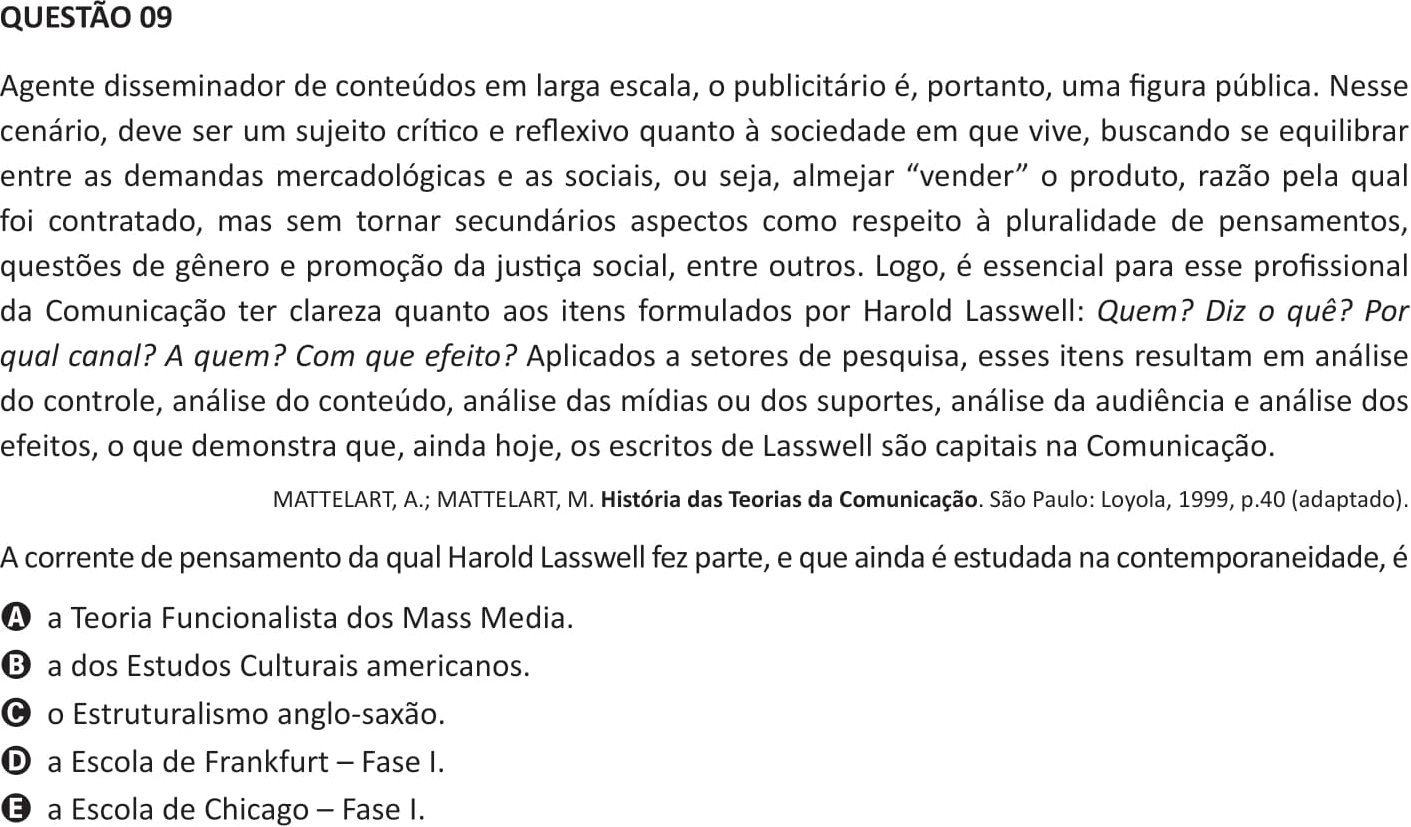 QUESTÃO 09
Agente disseminador de conteúdos em larga escala, o publicitário é, portanto, uma figura pública. Nesse
cenário, deve ser um sujeito crítico e reflexivo quanto à sociedade em que vive, buscando se equilibrar
entre as demandas mercadológicas e as sociais, ou seja, almejar “vender” o produto, razão pela qual
foi contratado, mas sem tornar secundários aspectos como respeito à pluralidade de pensamentos,
questões de gênero e promoção da justiça social, entre outros. Logo, é essencial para esse profissional
da Comunicação ter clareza quanto aos itens formulados por Harold Lasswell: Quem? Diz o quê? Por
qual canal? A quem? Com que efeito? Aplicados a setores de pesquisa, esses itens resultam em análise
do controle, análise do conteúdo, análise das mídias ou dos suportes, análise da audiência e análise dos
efeitos, o que demonstra que, ainda hoje, os escritos de Lasswell são capitais na Comunicação.
MATTELART, A.; MATTELART, M. História das Teorias da Comunicação. São Paulo: Loyola, 1999, p.40 (adaptado).
A corrente de pensamento da qual Harold Lasswell fez parte, e que ainda é estudada na contemporaneidade, é
A a Teoria Funcionalista dos Mass Media.
B a dos Estudos Culturais americanos.
C o Estruturalismo anglo-saxão.
D a Escola de Frankfurt – Fase I.
E a Escola de Chicago – Fase I.